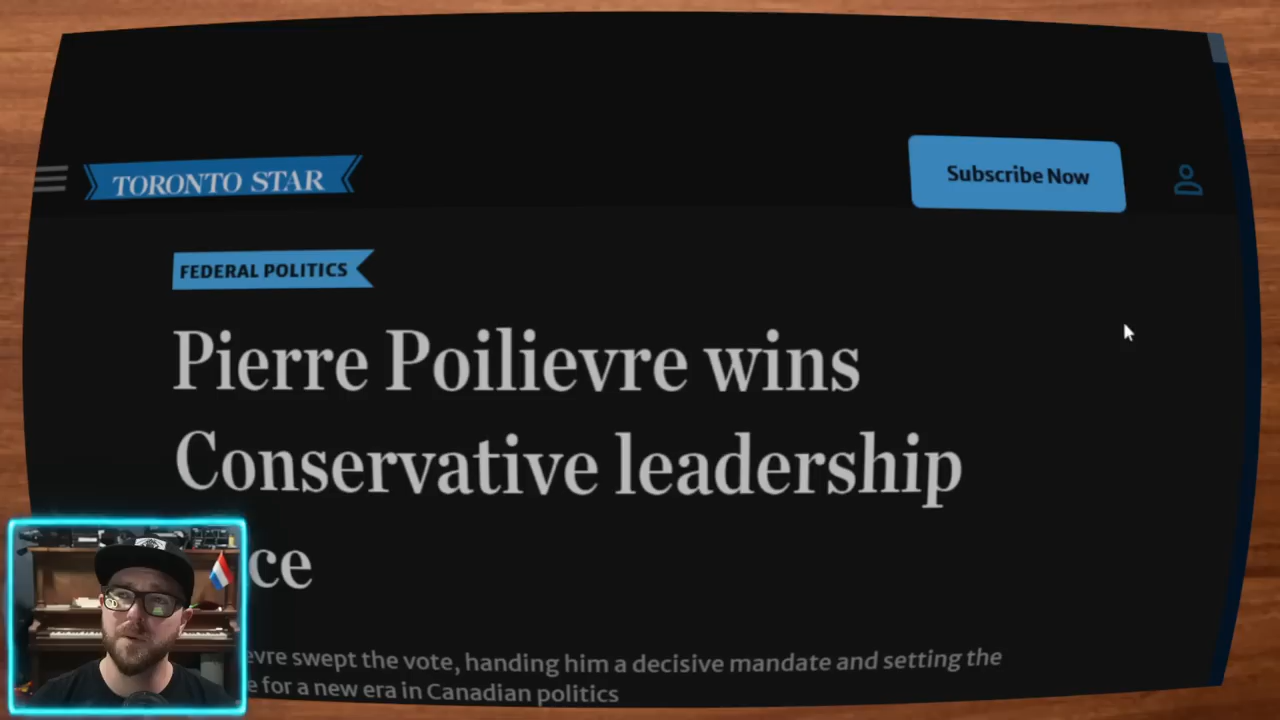 TORONTO STAR
Subscribe Now
FEDERAL POLITICS
Pierre Poilievre wins
Conservative leadership
ce
evre swept the vote, handing him a decisive mandate and setting the
e for a new era in Canadian politics